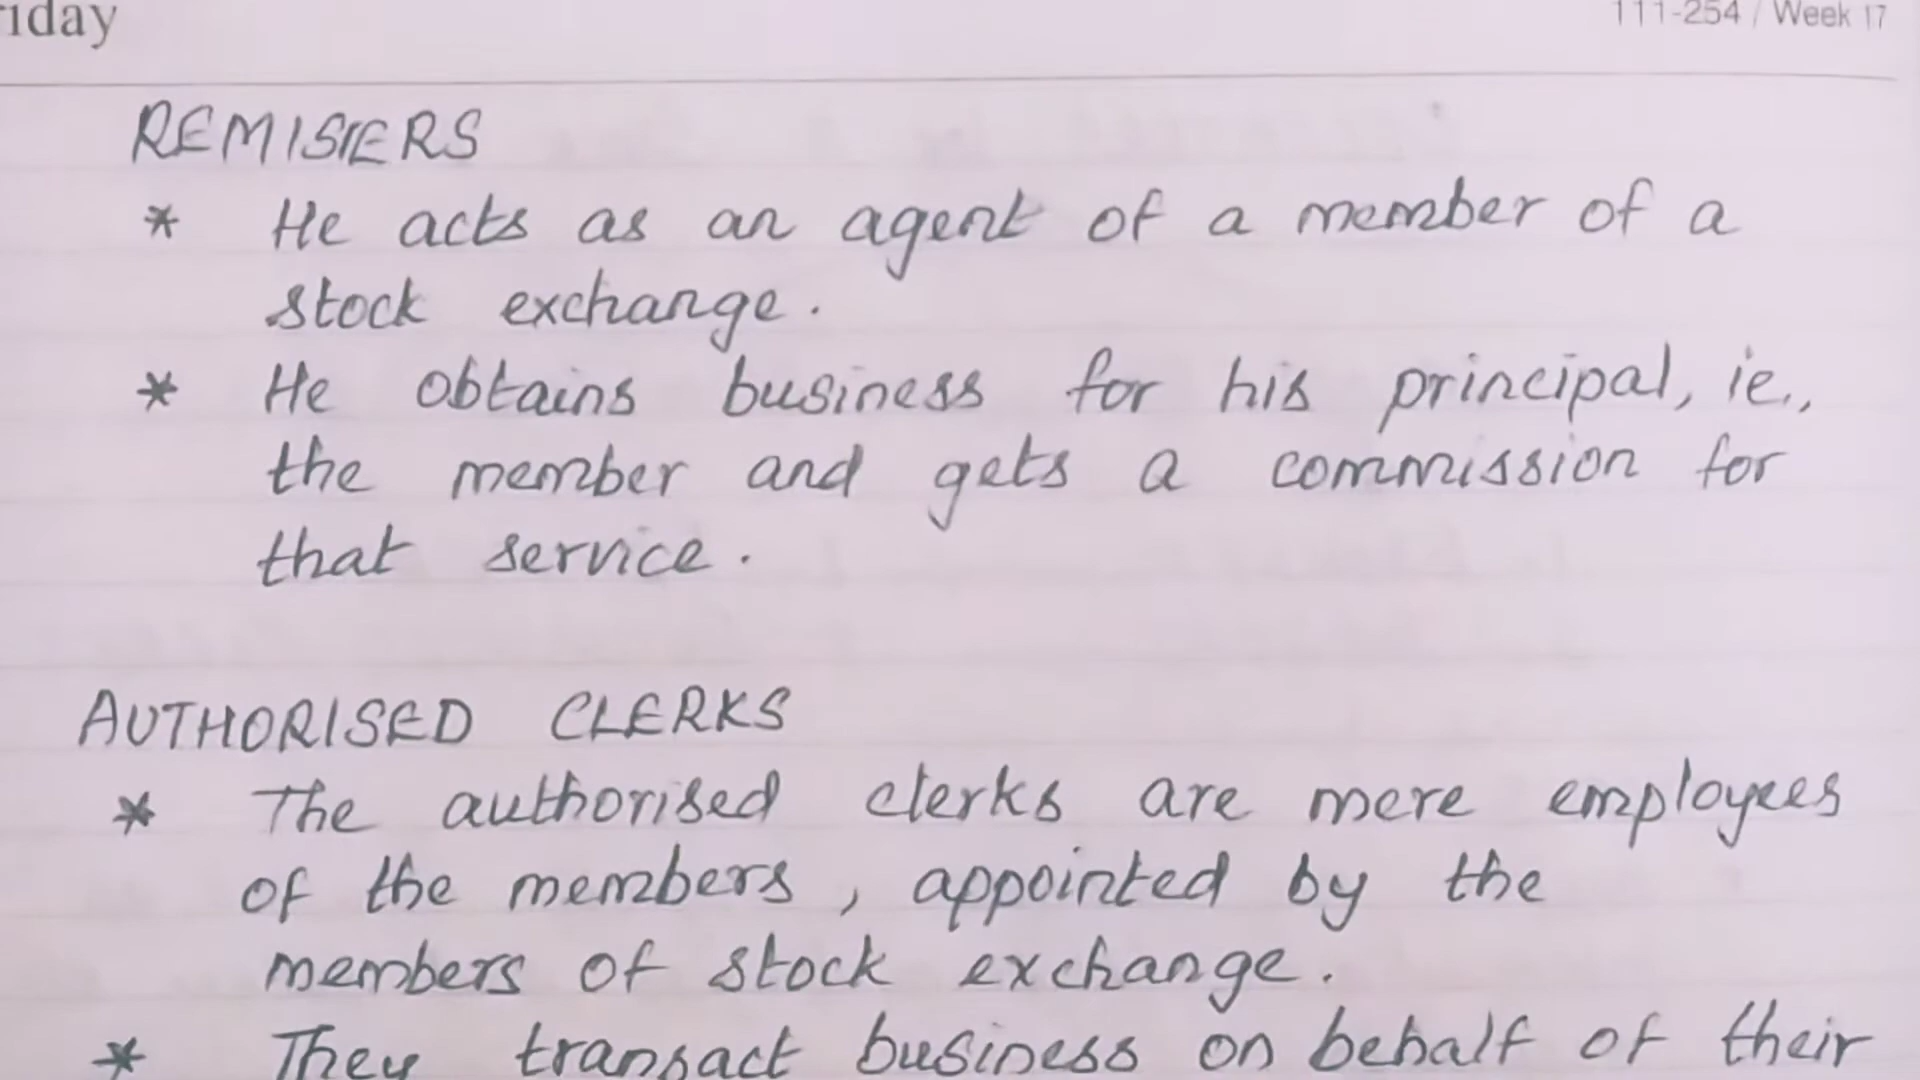 riday
111-254 / Week 17
REMISIERS
* He acts as an agent of a member of a
stock exchange.
* He obtains business for his principal, ie.,
the member and gets a commission for
that service.
AUTHORISED CLERKS
* The authorised clerks are mere employees
of the members, appointed by the
members of stock exchange.
* They transact business on behalf of their